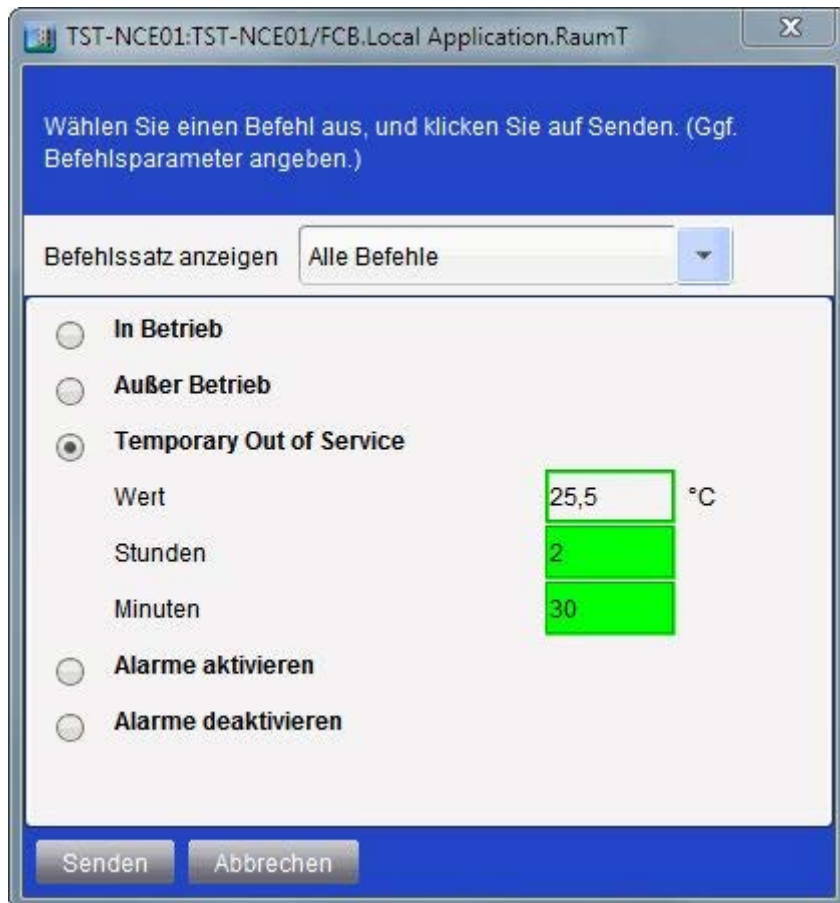 TST-NCE01:TST-NCE01/FCB.Local Application.RaumT
Wählen Sie einen Befehl aus, und klicken Sie auf Senden. (Ggf.
Befehlsparameter angeben.)
Befehlssatz anzeigen Alle Befehle
In Betrieb
Außer Betrieb
Temporary Out of Service
Wert 25,5 °C
Stunden 2
Minuten 30
Alarme aktivieren
Alarme deaktivieren
Senden Abbrechen